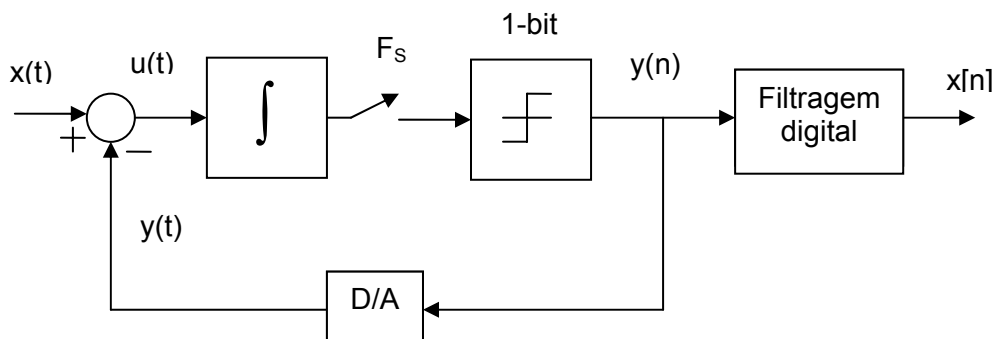 1-bit
x(t)
u(t)
∫
F_S
y(n)
Filtragem
digital
x[n]
+
−
y(t)
D/A